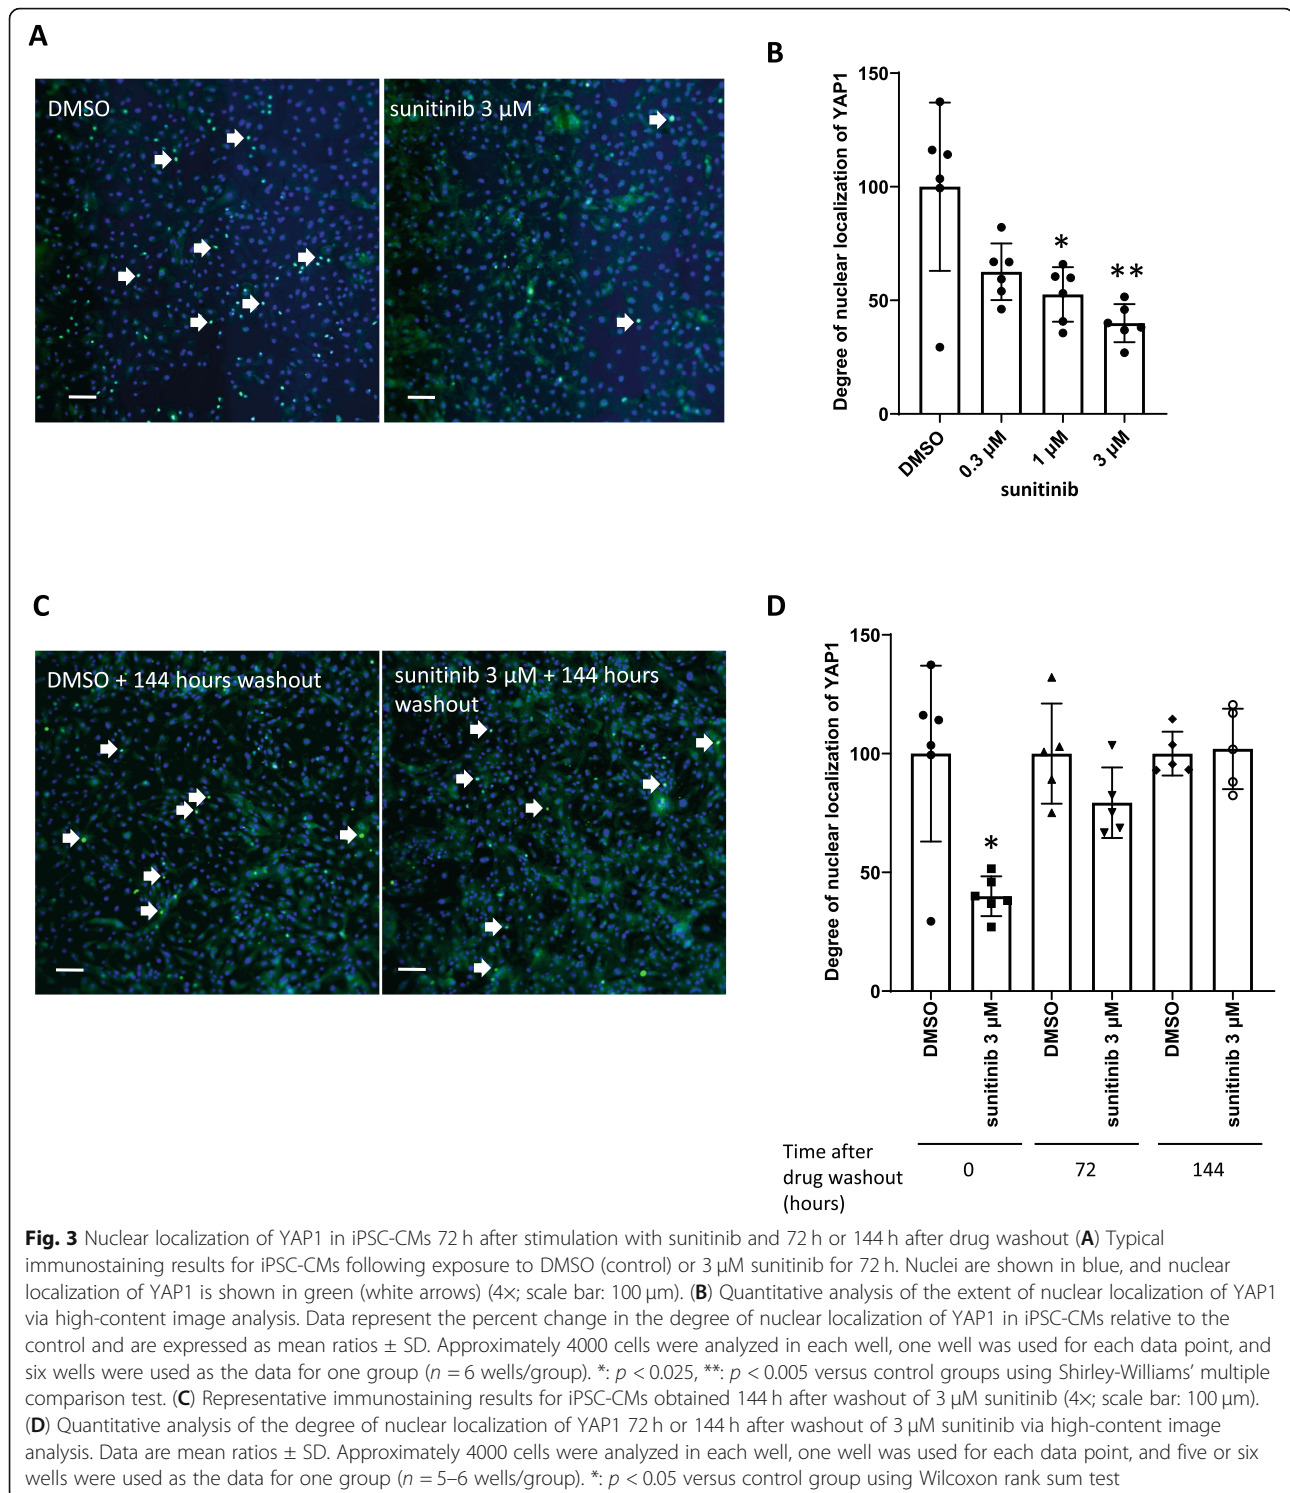 A
DMSO
sunitinib 3 µM
B
Degree of nuclear localization of YAP1
150
100
50
0
DMSO
0.3 µM
1 µM
3 µM
sunitinib
*
**
C
DMSO + 144 hours washout
sunitinib 3 µM + 144 hours
washout
D
Degree of nuclear localization of YAP1
150
100
50
0
*
DMSO
sunitinib 3 µM
DMSO
sunitinib 3 µM
DMSO
sunitinib 3 µM
Time after
drug washout
(hours)
0
72
144
Fig. 3 Nuclear localization of YAP1 in iPSC-CMs 72 h after stimulation with sunitinib and 72 h or 144 h after drug washout (A) Typical
immunostaining results for iPSC-CMs following exposure to DMSO (control) or 3 µM sunitinib for 72 h. Nuclei are shown in blue, and nuclear
localization of YAP1 is shown in green (white arrows) (4×; scale bar: 100 µm). (B) Quantitative analysis of the extent of nuclear localization of YAP1
via high-content image analysis. Data represent the percent change in the degree of nuclear localization of YAP1 in iPSC-CMs relative to the
control and are expressed as mean ratios ± SD. Approximately 4000 cells were analyzed in each well, one well was used for each data point, and
six wells were used as the data for one group (n = 6 wells/group). *: p < 0.025, **: p < 0.005 versus control groups using Shirley-Williams’ multiple
comparison test. (C) Representative immunostaining results for iPSC-CMs obtained 144 h after washout of 3 µM sunitinib (4×; scale bar: 100 µm).
(D) Quantitative analysis of the degree of nuclear localization of YAP1 72 h or 144 h after washout of 3 µM sunitinib via high-content image
analysis. Data are mean ratios ± SD. Approximately 4000 cells were analyzed in each well, one well was used for each data point, and five or six
wells were used as the data for one group (n = 5–6 wells/group). *: p < 0.05 versus control group using Wilcoxon rank sum test